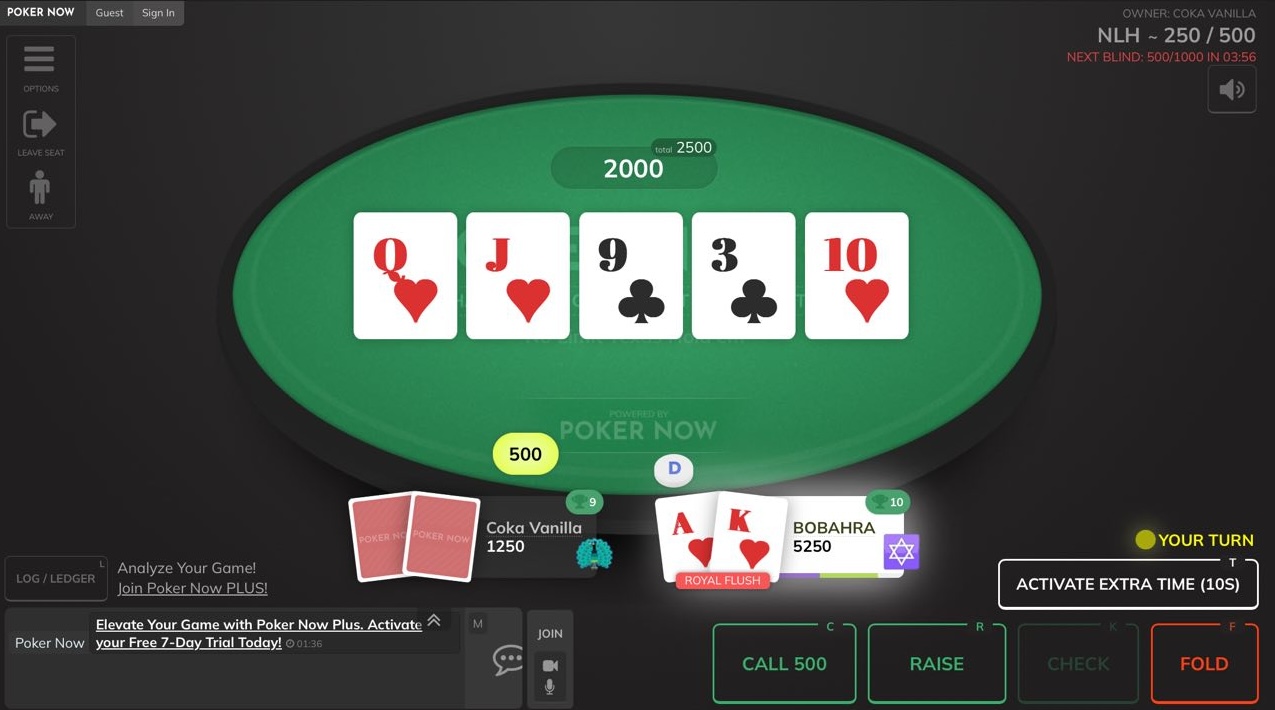 POKER NOW
Guest
Sign In
OWNER: COKA VANILLA
NLH ~ 250 / 500
NEXT BLIND: 500/1000 IN 03:56
OPTIONS
LEAVE SEAT
AWAY
total 2500
2000
Q
J
9
3
10
POWERED BY
POKER NOW
500
D
9
Coka Vanilla
1250
A
K
ROYAL FLUSH
10
BOBAHRA
5250
YOUR TURN
T
ACTIVATE EXTRA TIME (10S)
L
LOG / LEDGER
Analyze Your Game!
Join Poker Now PLUS!
Poker Now
Elevate Your Game with Poker Now Plus. Activate
your Free 7-Day Trial Today! 01:36
M
JOIN
C
CALL 500
R
RAISE
K
CHECK
F
FOLD